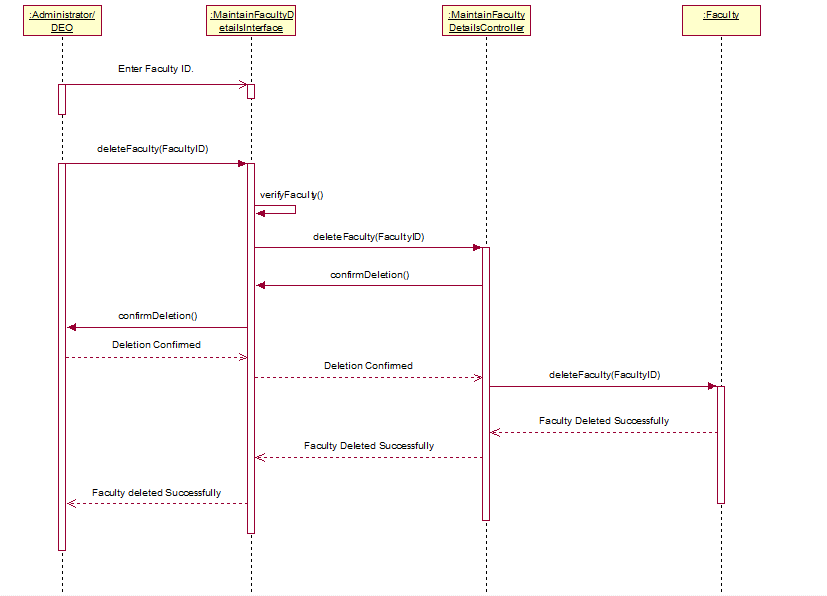 :Administrator/
DEO
:MaintainFacultyD
etailsInterface
:MaintainFaculty
DetailsController
:Faculty
Enter Faculty ID.
deleteFaculty(FacultyID)
verifyFaculty()
deleteFaculty(FacultyID)
confirmDeletion()
confirmDeletion()
Deletion Confirmed
Deletion Confirmed
deleteFaculty(FacultyID)
Faculty Deleted Successfully
Faculty Deleted Successfully
Faculty deleted Successfully